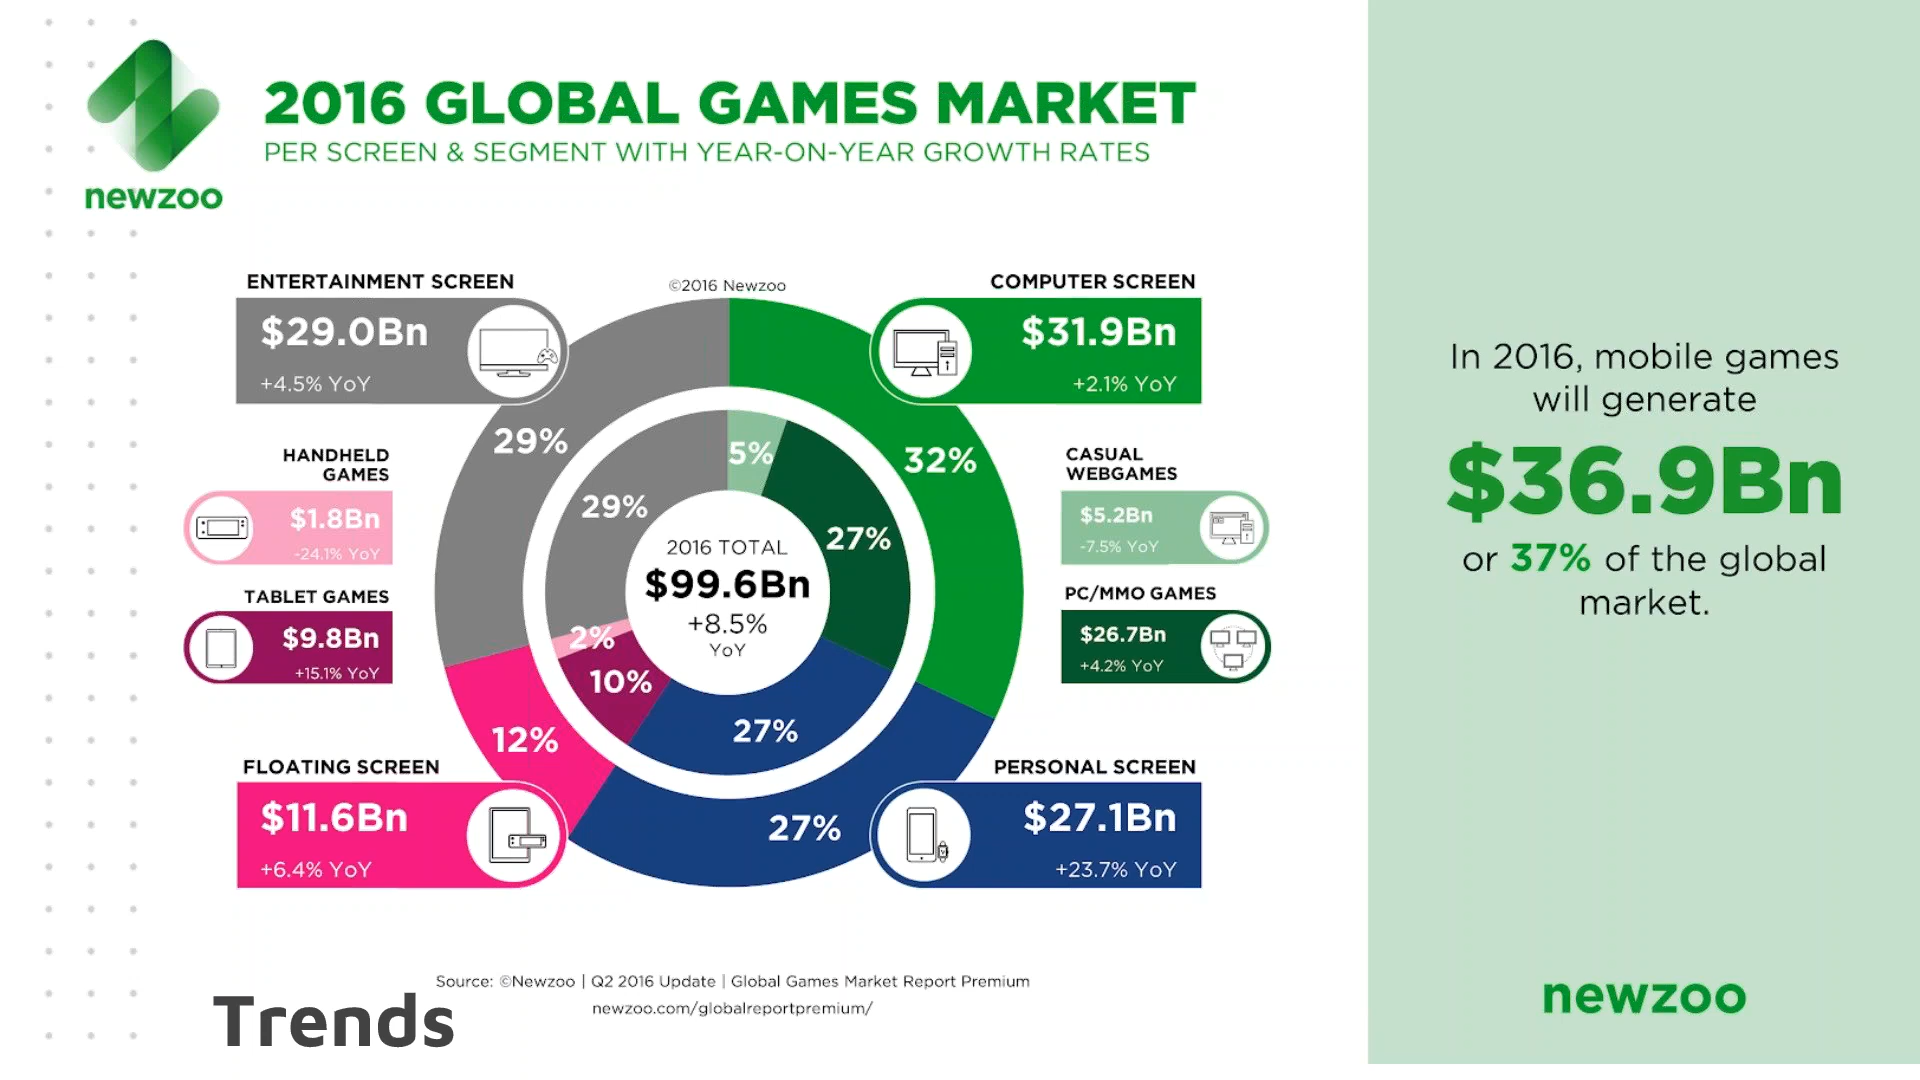 newzoo
2016 GLOBAL GAMES MARKET
PER SCREEN & SEGMENT WITH YEAR-ON-YEAR GROWTH RATES
©2016 Newzoo
ENTERTAINMENT SCREEN
$29.0Bn
+4.5% YoY
COMPUTER SCREEN
$31.9Bn
+2.1% YoY
HANDHELD
GAMES
$1.8Bn
-24.1% YoY
TABLET GAMES
$9.8Bn
+15.1% YoY
29%
32%
5%
29%
27%
2016 TOTAL
$99.6Bn
+8.5%
YoY
2%
10%
27%
12%
27%
CASUAL
WEBGAMES
$5.2Bn
-7.5% YoY
PC/MMO GAMES
$26.7Bn
+4.2% YoY
FLOATING SCREEN
$11.6Bn
+6.4% YoY
PERSONAL SCREEN
$27.1Bn
+23.7% YoY
Source: ©Newzoo | Q2 2016 Update | Global Games Market Report Premium
newzoo.com/globalreportpremium/
Trends
In 2016, mobile games
will generate
$36.9Bn
or 37% of the global
market.
newzoo